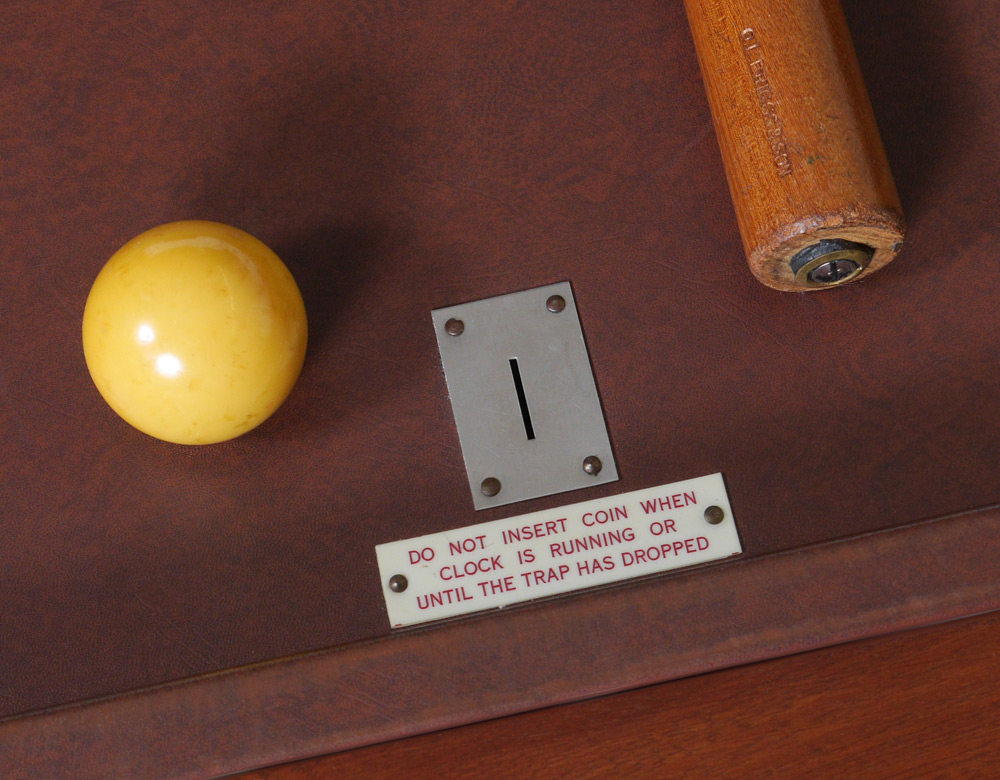 DO NOT INSERT COIN WHEN
CLOCK IS RUNNING OR
UNTIL THE TRAP HAS DROPPED